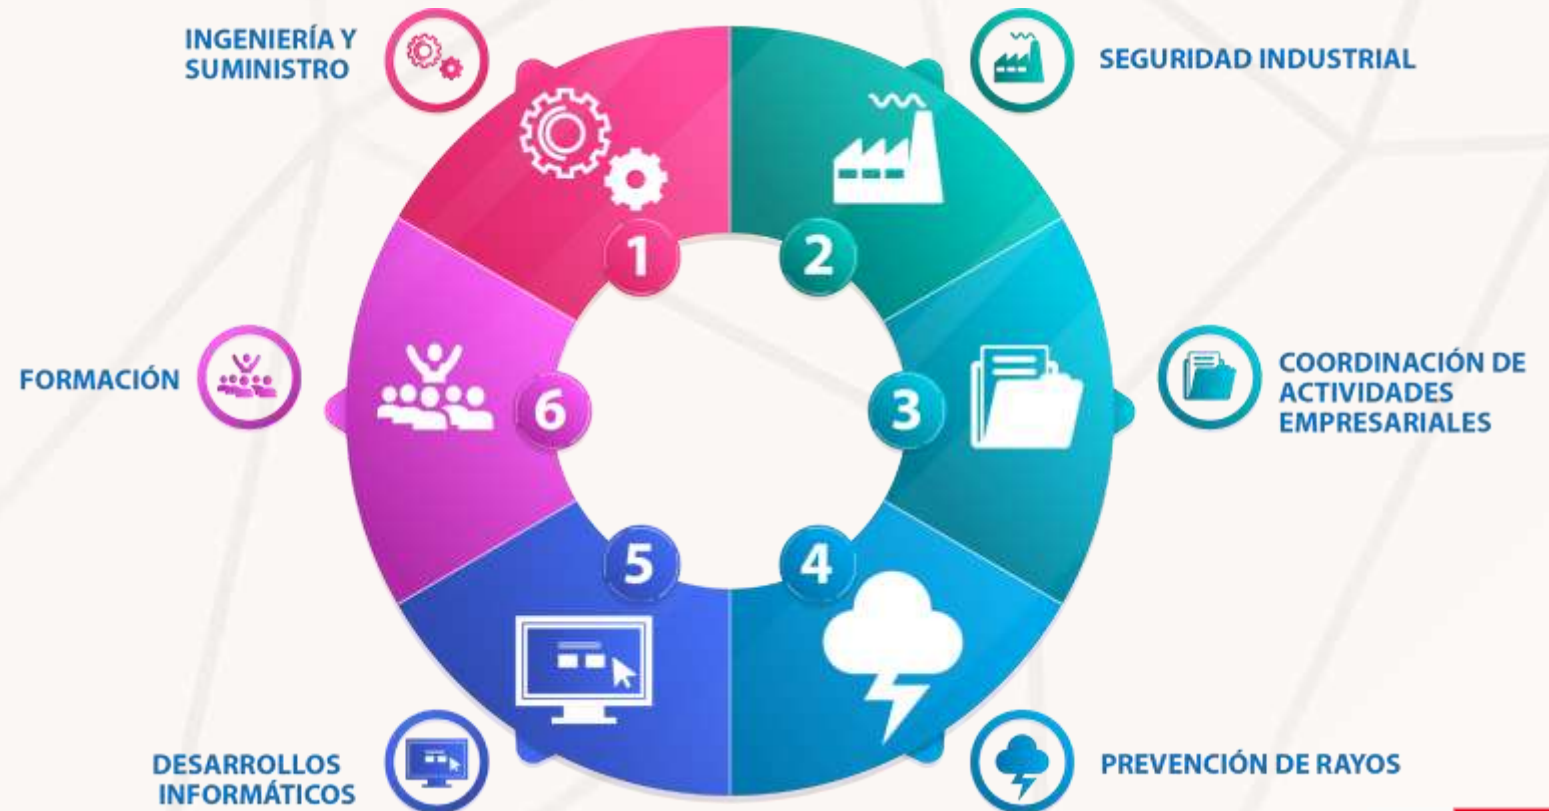 INGENIERÍA Y
SUMINISTRO
SEGURIDAD INDUSTRIAL
1
2
FORMACIÓN
6
3
COORDINACIÓN DE
ACTIVIDADES
EMPRESARIALES
5
4
DESARROLLOS
INFORMÁTICOS
PREVENCIÓN DE RAYOS